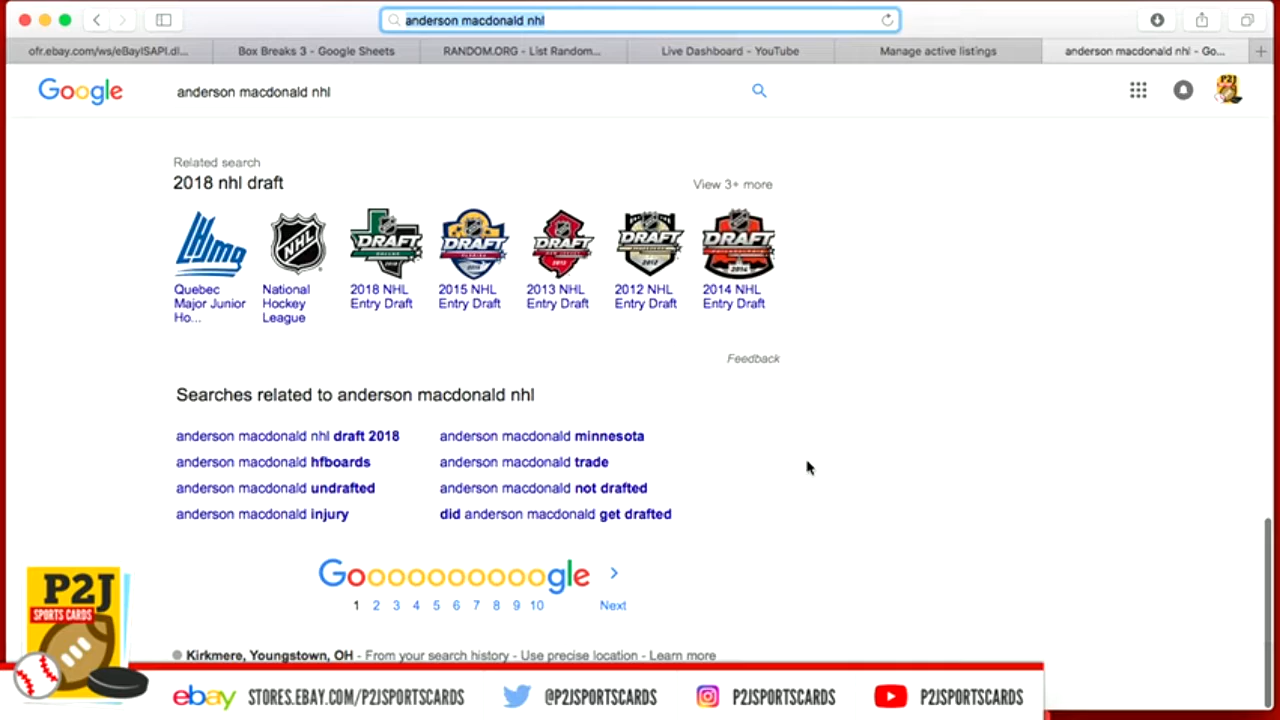 anderson macdonald nhl
ofr.ebay.com/ws/eBayISAPI.dl...
Box Breaks 3 - Google Sheets
RANDOM.ORG - List Random...
Live Dashboard - YouTube
Manage active listings
anderson macdonald nhl - Go...
Google
anderson macdonald nhl
Related search
2018 nhl draft
View 3+ more
Quebec
Major Junior
Ho...
National
Hockey
League
2018 NHL
Entry Draft
2015 NHL
Entry Draft
2013 NHL
Entry Draft
2012 NHL
Entry Draft
2014 NHL
Entry Draft
Feedback
Searches related to anderson macdonald nhl
anderson macdonald nhl draft 2018
anderson macdonald minnesota
anderson macdonald hfboards
anderson macdonald trade
anderson macdonald undrafted
anderson macdonald not drafted
anderson macdonald injury
did anderson macdonald get drafted
Goooooooooogle
1 2 3 4 5 6 7 8 9 10 Next
Kirkmere, Youngstown, OH - From your search history - Use precise location - Learn more
P2J
SPORTS CARDS
ebay STORES.EBAY.COM/P2JSPORTSCARDS
@P2JSPORTSCARDS
P2JSPORTSCARDS
P2JSPORTSCARDS